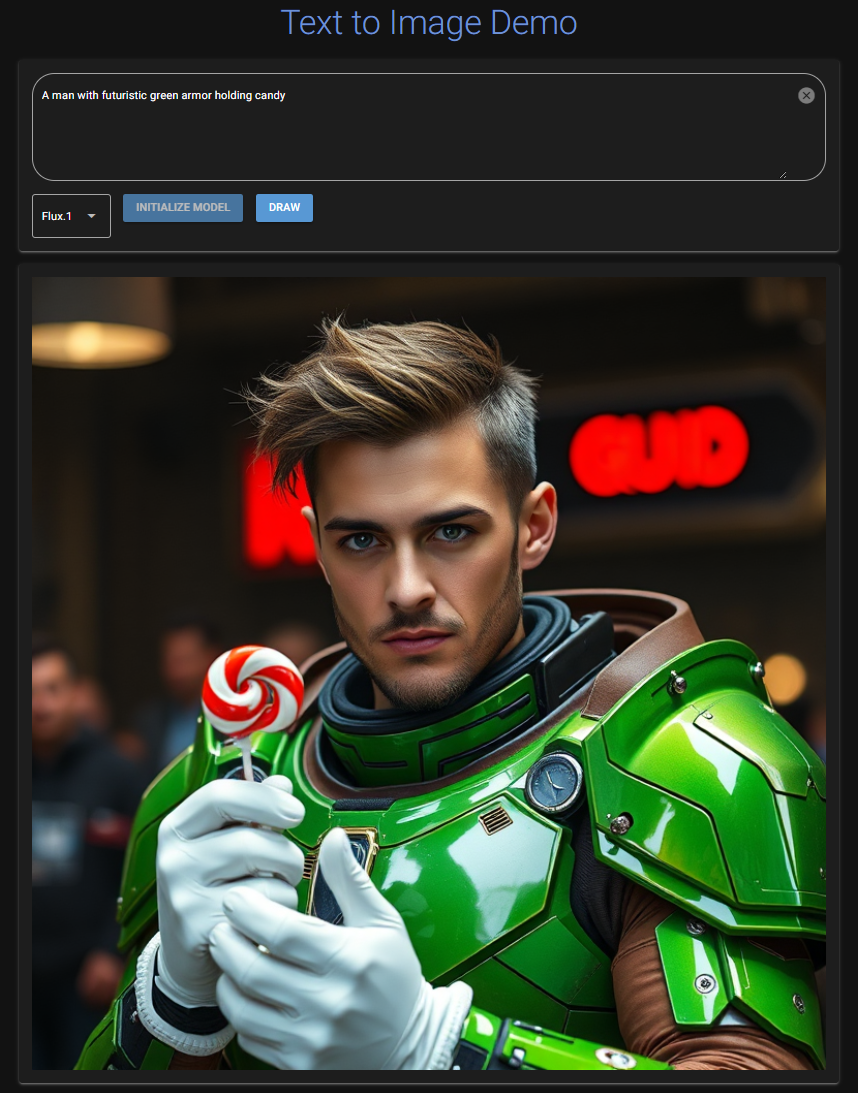 Text to Image Demo
A man with futuristic green armor holding candy
Flux.1
INITIALIZE MODEL
DRAW
GUID